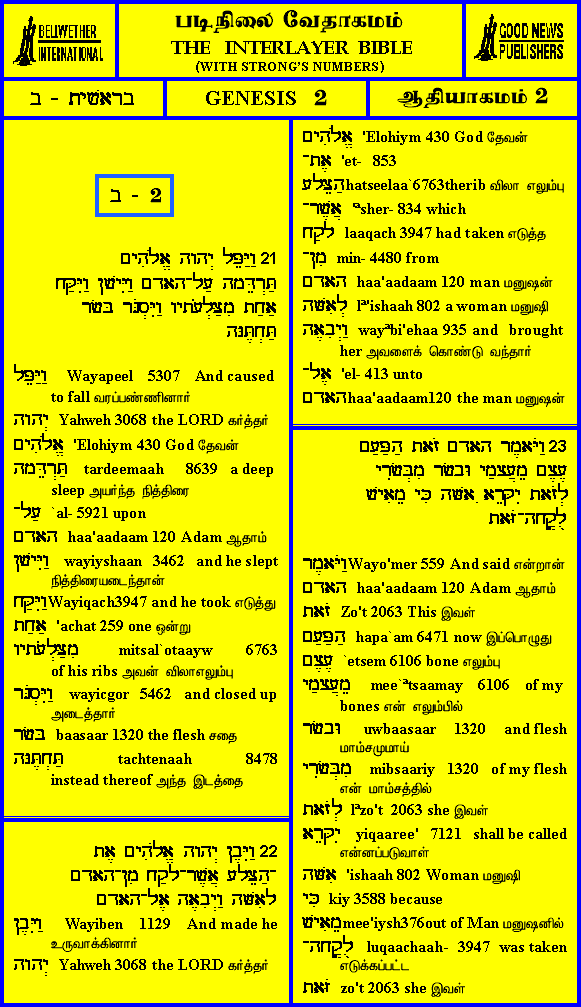 BELLWETHER
INTERNATIONAL
படிநிலை வேதாகமம்
THE INTERLAYER BIBLE
(WITH STRONG'S NUMBERS)
GOOD NEWS
PUBLISHERS
בראשית - ב
GENESIS 2
ஆதியாகமம் 2
ב - 2
21 וַיַּפֵּל יְהוָה אֱלֹהִים
תַּרְדֵּמָה עַל־הָאדָם וַיִּישָׁן וַיִּקַּח
אַחַת מִצַּלְעֹתָיו וַיִּסְגֹּר בָּשָׂר
תַּחְתֶּנָּה
וַיַּפֵּל Wayapeel 5307 And caused
to fall வரப்பண்ணினார்
יְהוָה Yahweh 3068 the LORD கர்த்தர்
אֱלֹהִים 'Elohiym 430 God தேவன்
תַּרְדֵּמָה tardeemaah 8639 a deep
sleep அயர்ந்த நித்திரை
עַל־ `al- 5921 upon
האדם haa'aadaam 120 Adam ஆதாம்
וַיִּישָׁן wayiyshaan 3462 and he slept
நித்திரையடைந்தான்
וַיִּקַּח Wayiqach3947 and he took எடுத்து
אַחַת 'achat 259 one ஒன்று
מִצַּלְעֹתָיו mitsal`otaayw 6763
of his ribs அவன் விலாஎலும்பு
וַיִּסְגֹּר wayicgor 5462 and closed up
அடைத்தார்
בָּשָׂר baasaar 1320 the flesh சதை
תַּחְתֶּנָּה tachtenaah 8478
instead thereof அந்த இடத்தை
22 וַיִּבֶן יְהוָה אֱלֹהִים אֶת
־הַצֵּלָע אֲשֶׁר־לָקַח מִן־הָאדָם
לְאִשָּׁה וַיְבִאֶהָ אֶל־הָאדָם
וַיִּבֶן Wayiben 1129 And made he
உருவாக்கினார்
יְהוָה Yahweh 3068 the LORD கர்த்தர்
אֱלֹהִים 'Elohiym 430 God தேவன்
אֶת־ 'et- 853
הַצֵּלָע hatseelaa`6763therib விலா எலும்பு
אֲשֶׁר־ 'ªsher- 834 which
לָקַח laaqach 3947 had taken எடுத்த
מִן־ min- 4480 from
האדם haa'aadaam 120 man மனுஷன்
לְאִשָּׁה lª'ishaah 802 a woman மனுஷி
וַיְבִאֶהָ wayªbi'ehaa 935 and brought
her அவளைக் கொண்டு வந்தார்
אֶל־ 'el- 413 unto
האדם haa'aadaam120 the man மனுஷன்
23 וַיֹּאמֶר הָאדָם זֹאת הַפַּעַם
עֶצֶם מֵעֲצָמַי וּבָשָׂר מִבְּשָׂרִי
לְזֹאת יִקָּרֵא אִשָּׁה כִּי מֵאִישׁ
לֻקֳחָה־זֹּאת
וַיֹּאמֶר Wayo'mer 559 And said என்றான்
האדם haa'aadaam 120 Adam ஆதாம்
זֹאת Zo't 2063 This இவள்
הַפַּעַם hapa`am 6471 now இப்பொழுது
עֶצֶם `etsem 6106 bone எலும்பு
מֵעֲצָמַי mee`ªtsaamay 6106 of my
bones என் எலும்பில்
וּבָשָׂר uwbaasaar 1320 and flesh
மாம்சமுமாய்
מִבְּשָׂרִי mibsaariy 1320 of my flesh
என் மாம்சத்தில்
לְזֹאת lªzo't 2063 she இவள்
יִקָּרֵא yiqaaree' 7121 shall be called
என்னப்படுவாள்
אִשָּׁה 'ishaah 802 Woman மனுஷி
כִּי kiy 3588 because
מֵאִישׁ mee'iysh376out of Man மனுஷனில்
לֻקֳחָה־ luqaachaah- 3947 was taken
எடுக்கப்பட்ட
זֹאת zo't 2063 she இவள்